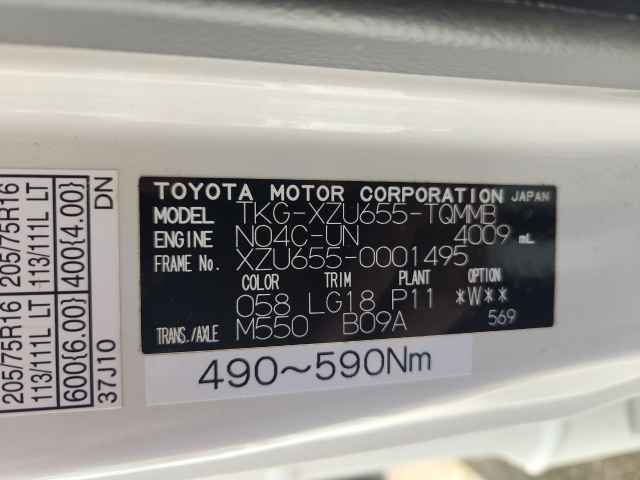 TOYOTA MOTOR CORPORATION JAPAN
MODEL TKG-XZU655-TQMMB
ENGINE N04C-UN 4009 mL
FRAME No. XZU655-0001495
COLOR TRIM PLANT OPTION
058 LG18 P11 *W**
TRANS./AXLE M550 B09A 569
490~590Nm
205/75R16 205/75R16
113/111L LT 113/111L LT
600{6.00} 400{4.00}
37J10 DN